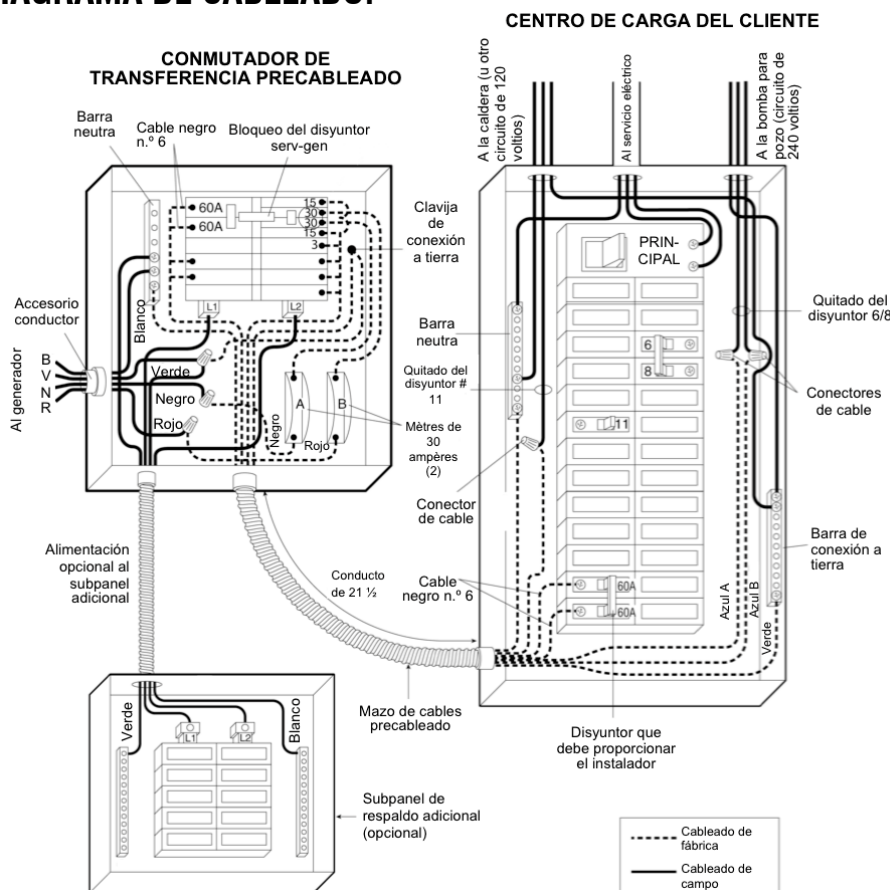 DIAGRAMA DE CABLEADO:
CENTRO DE CARGA DEL CLIENTE
CONMUTADOR DE
TRANSFERENCIA PRECABLEADO
Barra
neutra
Cable negro
n.º 6
Bloqueo del disyuntor
serv-gen
60A
60A
15
30
30
15
3
L1
L2
Clavija
de
conexión
a tierra
Accesorio
conductor
Al generador
B
V
N
R
Blanco
Verde
Negro
Rojo
Negro
Rojo
A
B
Mètres de
30
ampères
(2)
A la caldera (u otro
circuito de 120
voltios)
Al servicio eléctrico
A la bomba para
pozo (circuito de
240 voltios)
PRIN-
CIPAL
Barra
neutra
Quitado del
disyuntor #
11
6
8
11
Quitado del
disyuntor 6/8
Conectores
de cable
Conector
de cable
Cable
negro n.º 6
60A
60A
Azul A
Azul B
Verde
Barra de
conexión a
tierra
Alimentación
opcional al
subpanel
adicional
Conducto
de 21 ½
Mazo de cables
precableado
Disyuntor que
debe proporcionar
el instalador
Verde
L1
L2
Blanco
Subpanel de
respaldo adicional
(opcional)
Cableado de
fábrica
Cableado de
campo